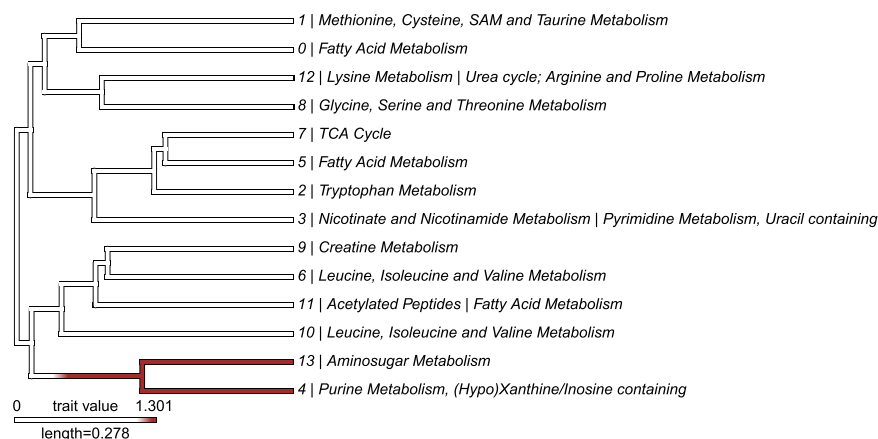 1 | Methionine, Cysteine, SAM and Taurine Metabolism
0 | Fatty Acid Metabolism
12 | Lysine Metabolism | Urea cycle; Arginine and Proline Metabolism
8 | Glycine, Serine and Threonine Metabolism
7 | TCA Cycle
5 | Fatty Acid Metabolism
2 | Tryptophan Metabolism
3 | Nicotinate and Nicotinamide Metabolism | Pyrimidine Metabolism, Uracil containing
9 | Creatine Metabolism
6 | Leucine, Isoleucine and Valine Metabolism
11 | Acetylated Peptides | Fatty Acid Metabolism
10 | Leucine, Isoleucine and Valine Metabolism
13 | Aminosugar Metabolism
4 | Purine Metabolism, (Hypo)Xanthine/Inosine containing
0 trait value 1.301
length=0.278